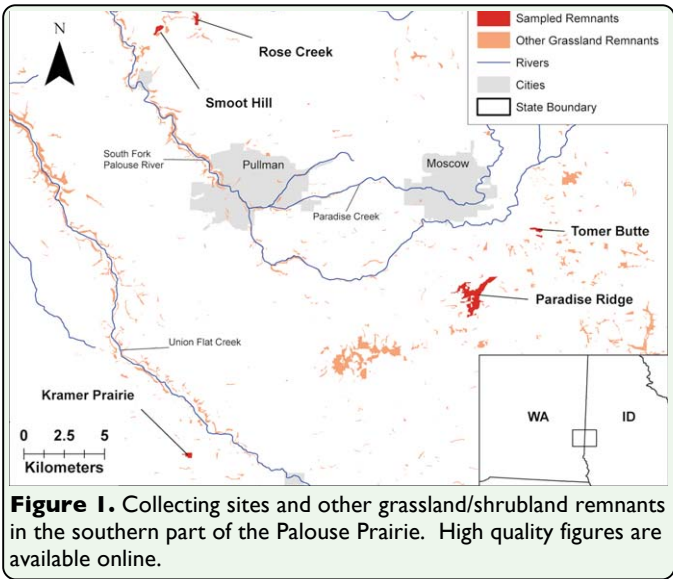 N
Rose Creek
Smoot Hill
Sampled Remnants
Other Grassland Remnants
Rivers
Cities
State Boundary
South Fork
Palouse River
Pullman
Moscow
Paradise Creek
Tomer Butte
Paradise Ridge
Union Flat Creek
Kramer Prairie
0 2.5 5
Kilometers
WA ID
Figure 1. Collecting sites and other grassland/shrubland remnants
in the southern part of the Palouse Prairie. High quality figures are
available online.